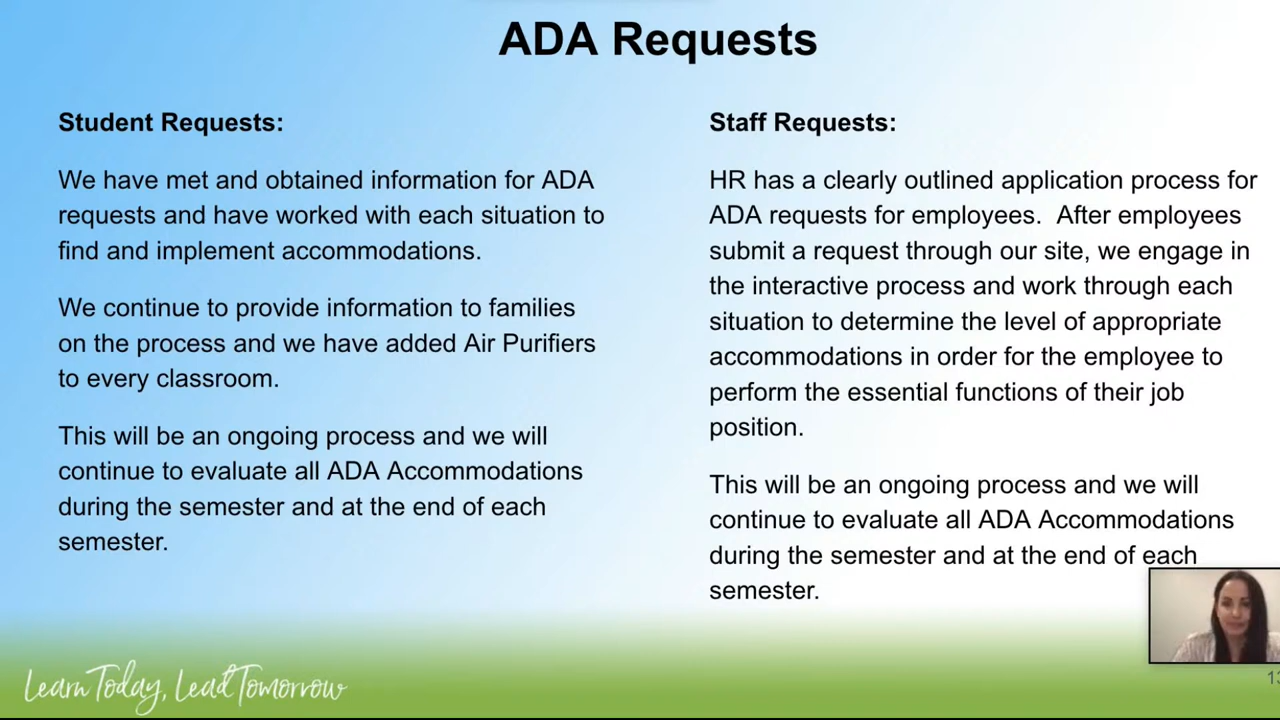 ADA Requests
Student Requests:
We have met and obtained information for ADA
requests and have worked with each situation to
find and implement accommodations.
We continue to provide information to families
on the process and we have added Air Purifiers
to every classroom.
This will be an ongoing process and we will
continue to evaluate all ADA Accommodations
during the semester and at the end of each
semester.
Staff Requests:
HR has a clearly outlined application process for
ADA requests for employees.  After employees
submit a request through our site, we engage in
the interactive process and work through each
situation to determine the level of appropriate
accommodations in order for the employee to
perform the essential functions of their job
position.
This will be an ongoing process and we will
continue to evaluate all ADA Accommodations
during the semester and at the end of each
semester.
Learn Today, Lead Tomorrow
13